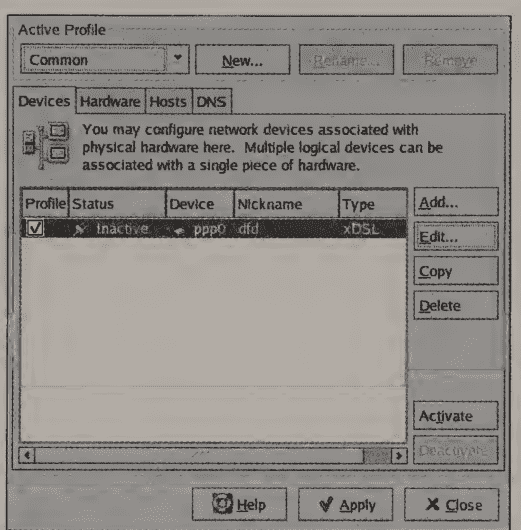 Active Profile
Common New... Rename... Remove
Devices Hardware Hosts DNS
You may configure network devices associated with
physical hardware here. Multiple logical devices can be
associated with a single piece of hardware.
Profile Status Device Nickname Type
Inactive ppp0 dfd xDSL
Add...
Edit...
Copy
Delete
Activate
Deactivate
Help Apply Close